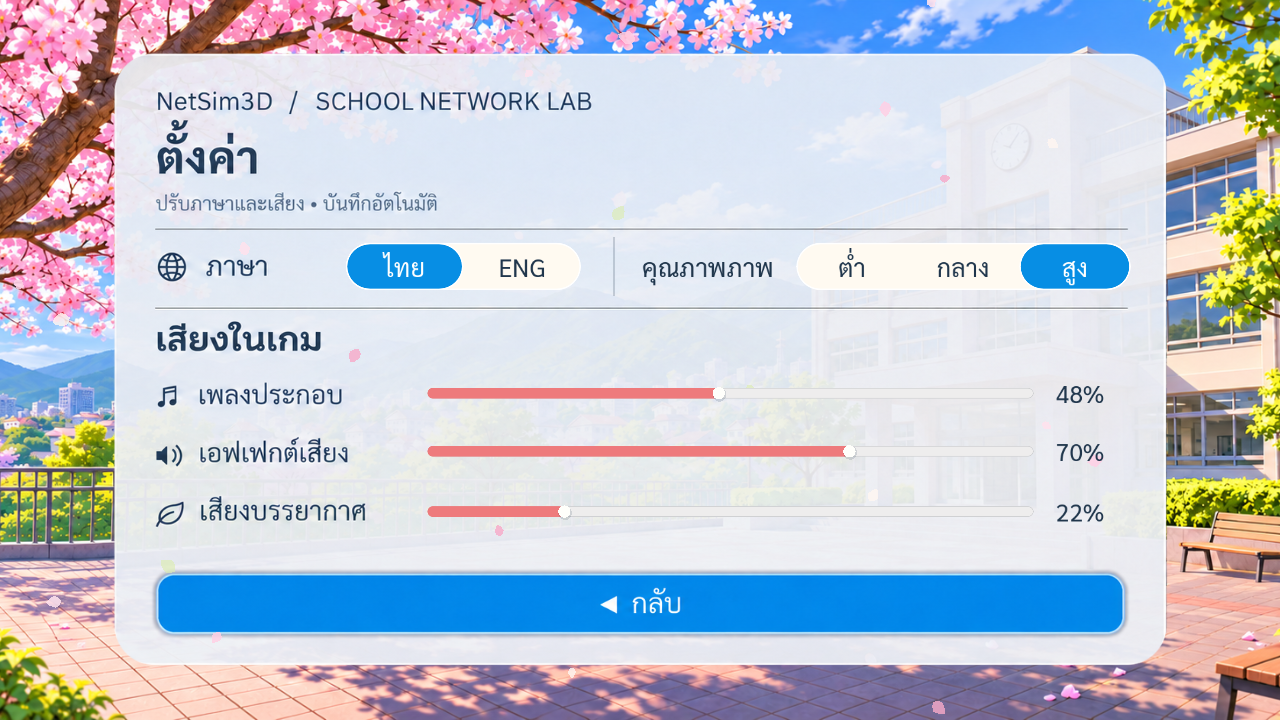 NetSim3D / SCHOOL NETWORK LAB
ตั้งค่า
ปรับภาษาและเสียง • บันทึกอัตโนมัติ
ภาษา ไทย ENG คุณภาพภาพ ต่ำ กลาง สูง
เสียงในเกม
เพลงประกอบ 48%
เอฟเฟกต์เสียง 70%
เสียงบรรยากาศ 22%
◀ กลับ